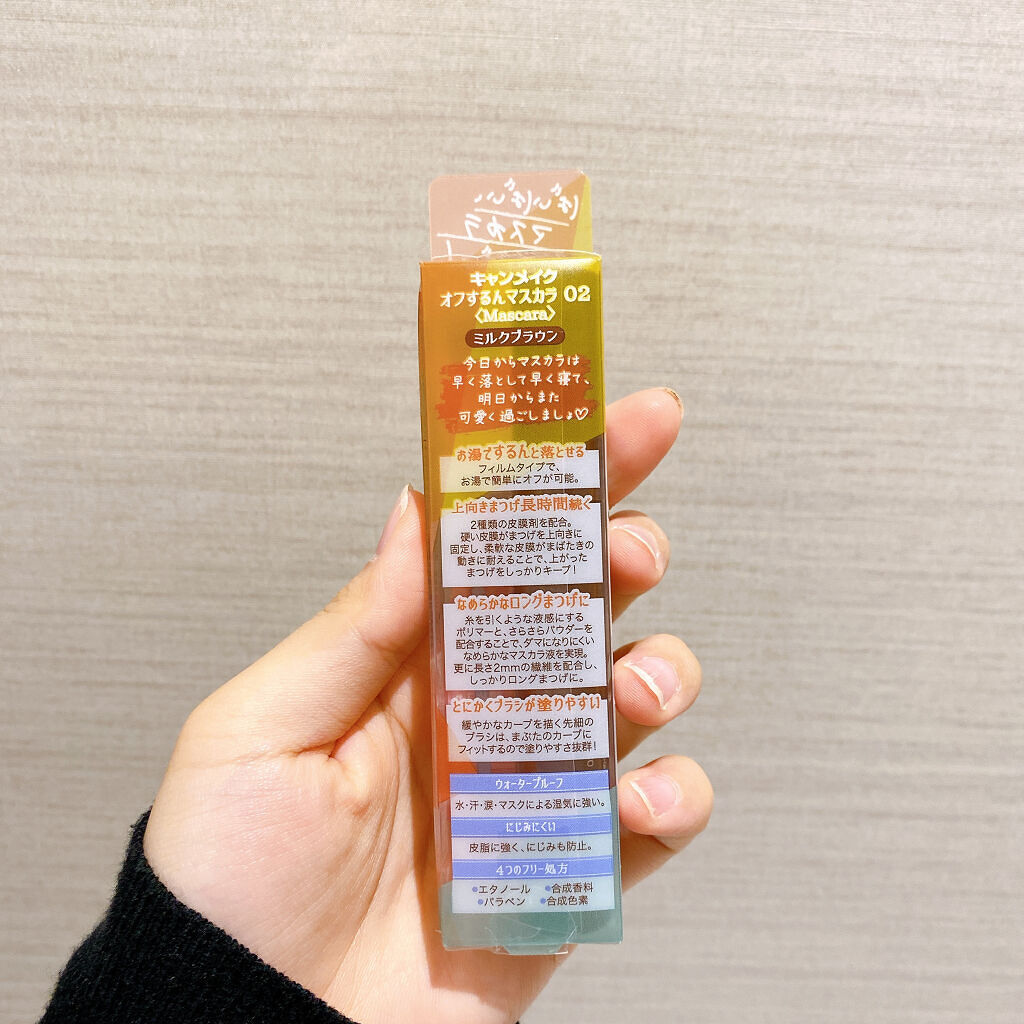 ばいばい、
マスカラ
キャンメイク
オフするんマスカラ 02
〈Mascara〉
ミルクブラウン
今日からマスカラは
早く落として早く寝て、
明日からまた
可愛く過ごしましょ♡
お湯でするんと落とせる
フィルムタイプで、
お湯で簡単にオフが可能。
上向きまつげ長時間続く
2種類の皮膜剤を配合。
硬い皮膜がまつげを上向きに
固定し、柔軟な皮膜がまばたきの
動きに耐えることで、上がった
まつげをしっかりキープ!
なめらかなロングまつげに
糸を引くような液感にする
ポリマーと、さらさらパウダーを
配合することで、ダマになりにくい
なめらかなマスカラ液を実現。
更に長さ2mmの繊維を配合し、
しっかりロングまつげに。
とにかくブラシが塗りやすい
緩やかなカーブを描く先細の
ブラシは、まぶたのカーブに
フィットするので塗りやすさ抜群!
ウォータープルーフ
水・汗・涙・マスクによる湿気に強い。
にじみにくい
皮脂に強く、にじみも防止。
4つのフリー処方
●エタノール ●合成香料
●パラベン ●合成色素